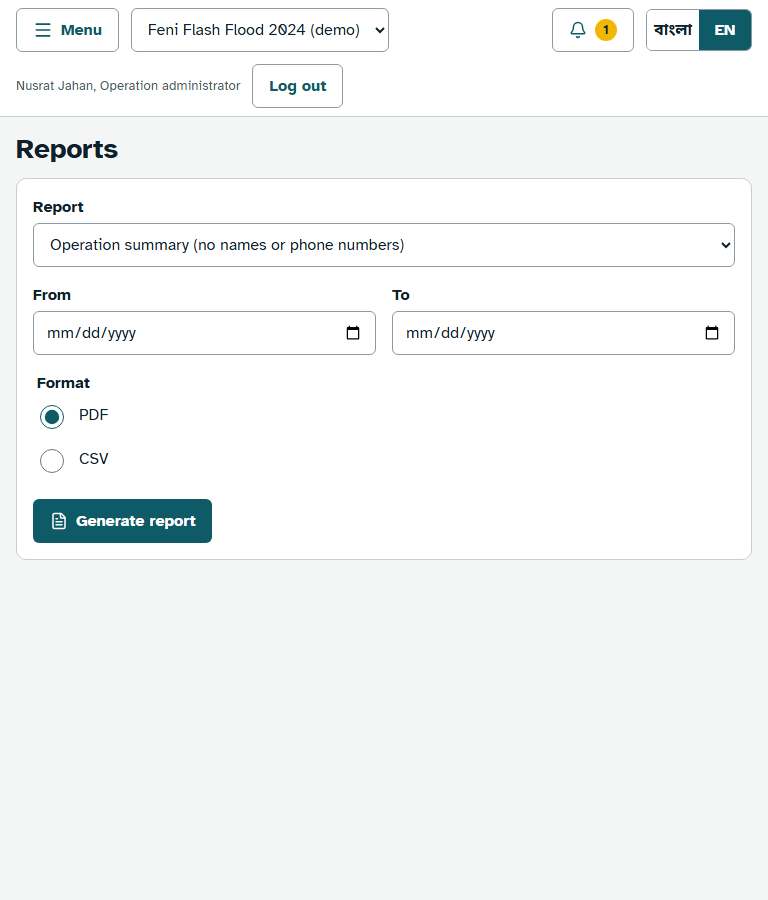 Menu
Feni Flash Flood 2024 (demo)
1
বাংলা
EN
Nusrat Jahan, Operation administrator
Log out
Reports
Report
Operation summary (no names or phone numbers)
From
To
mm/dd/yyyy
mm/dd/yyyy
Format
PDF
CSV
Generate report